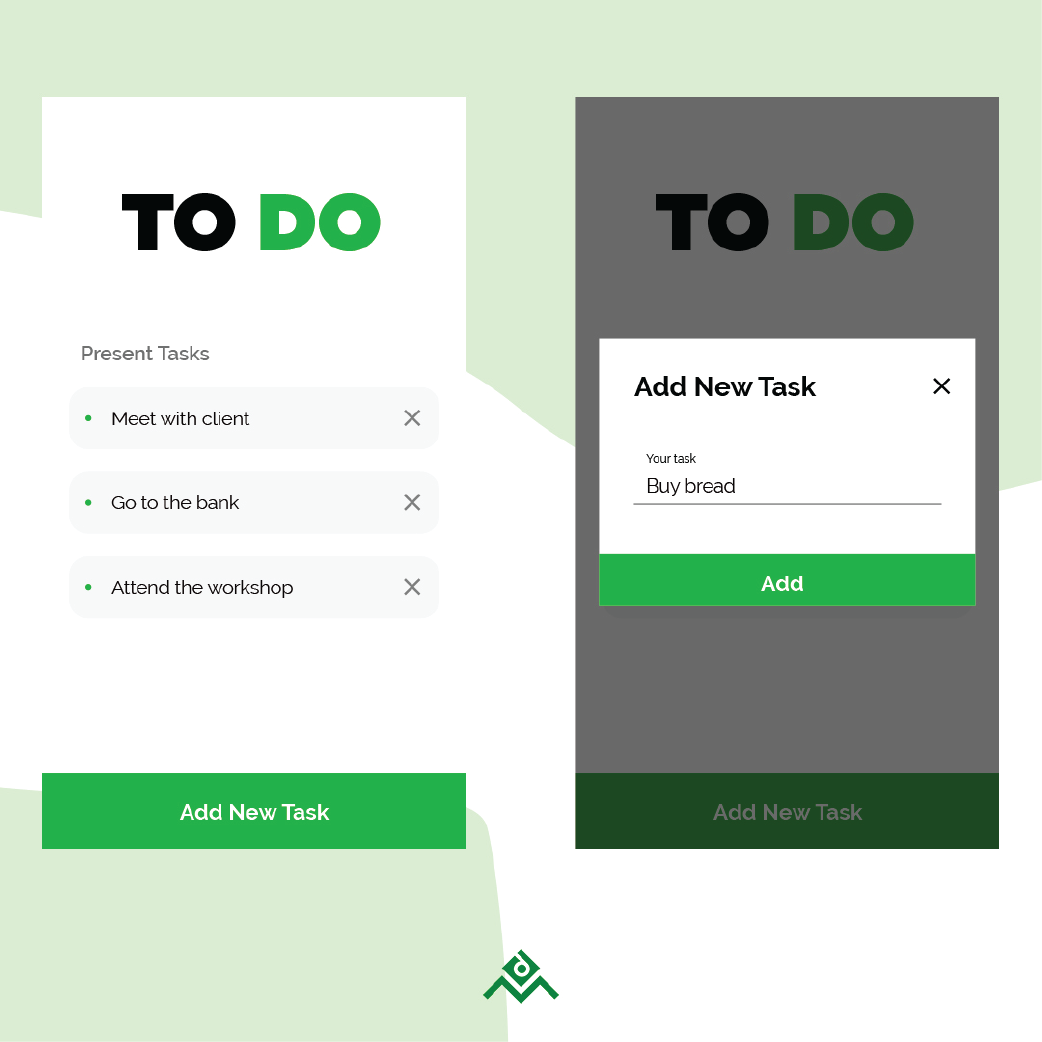 TO DO
Present Tasks
Meet with client
Go to the bank
Attend the workshop
Add New Task
TO DO
Add New Task
Your task
Buy bread
Add
Add New Task